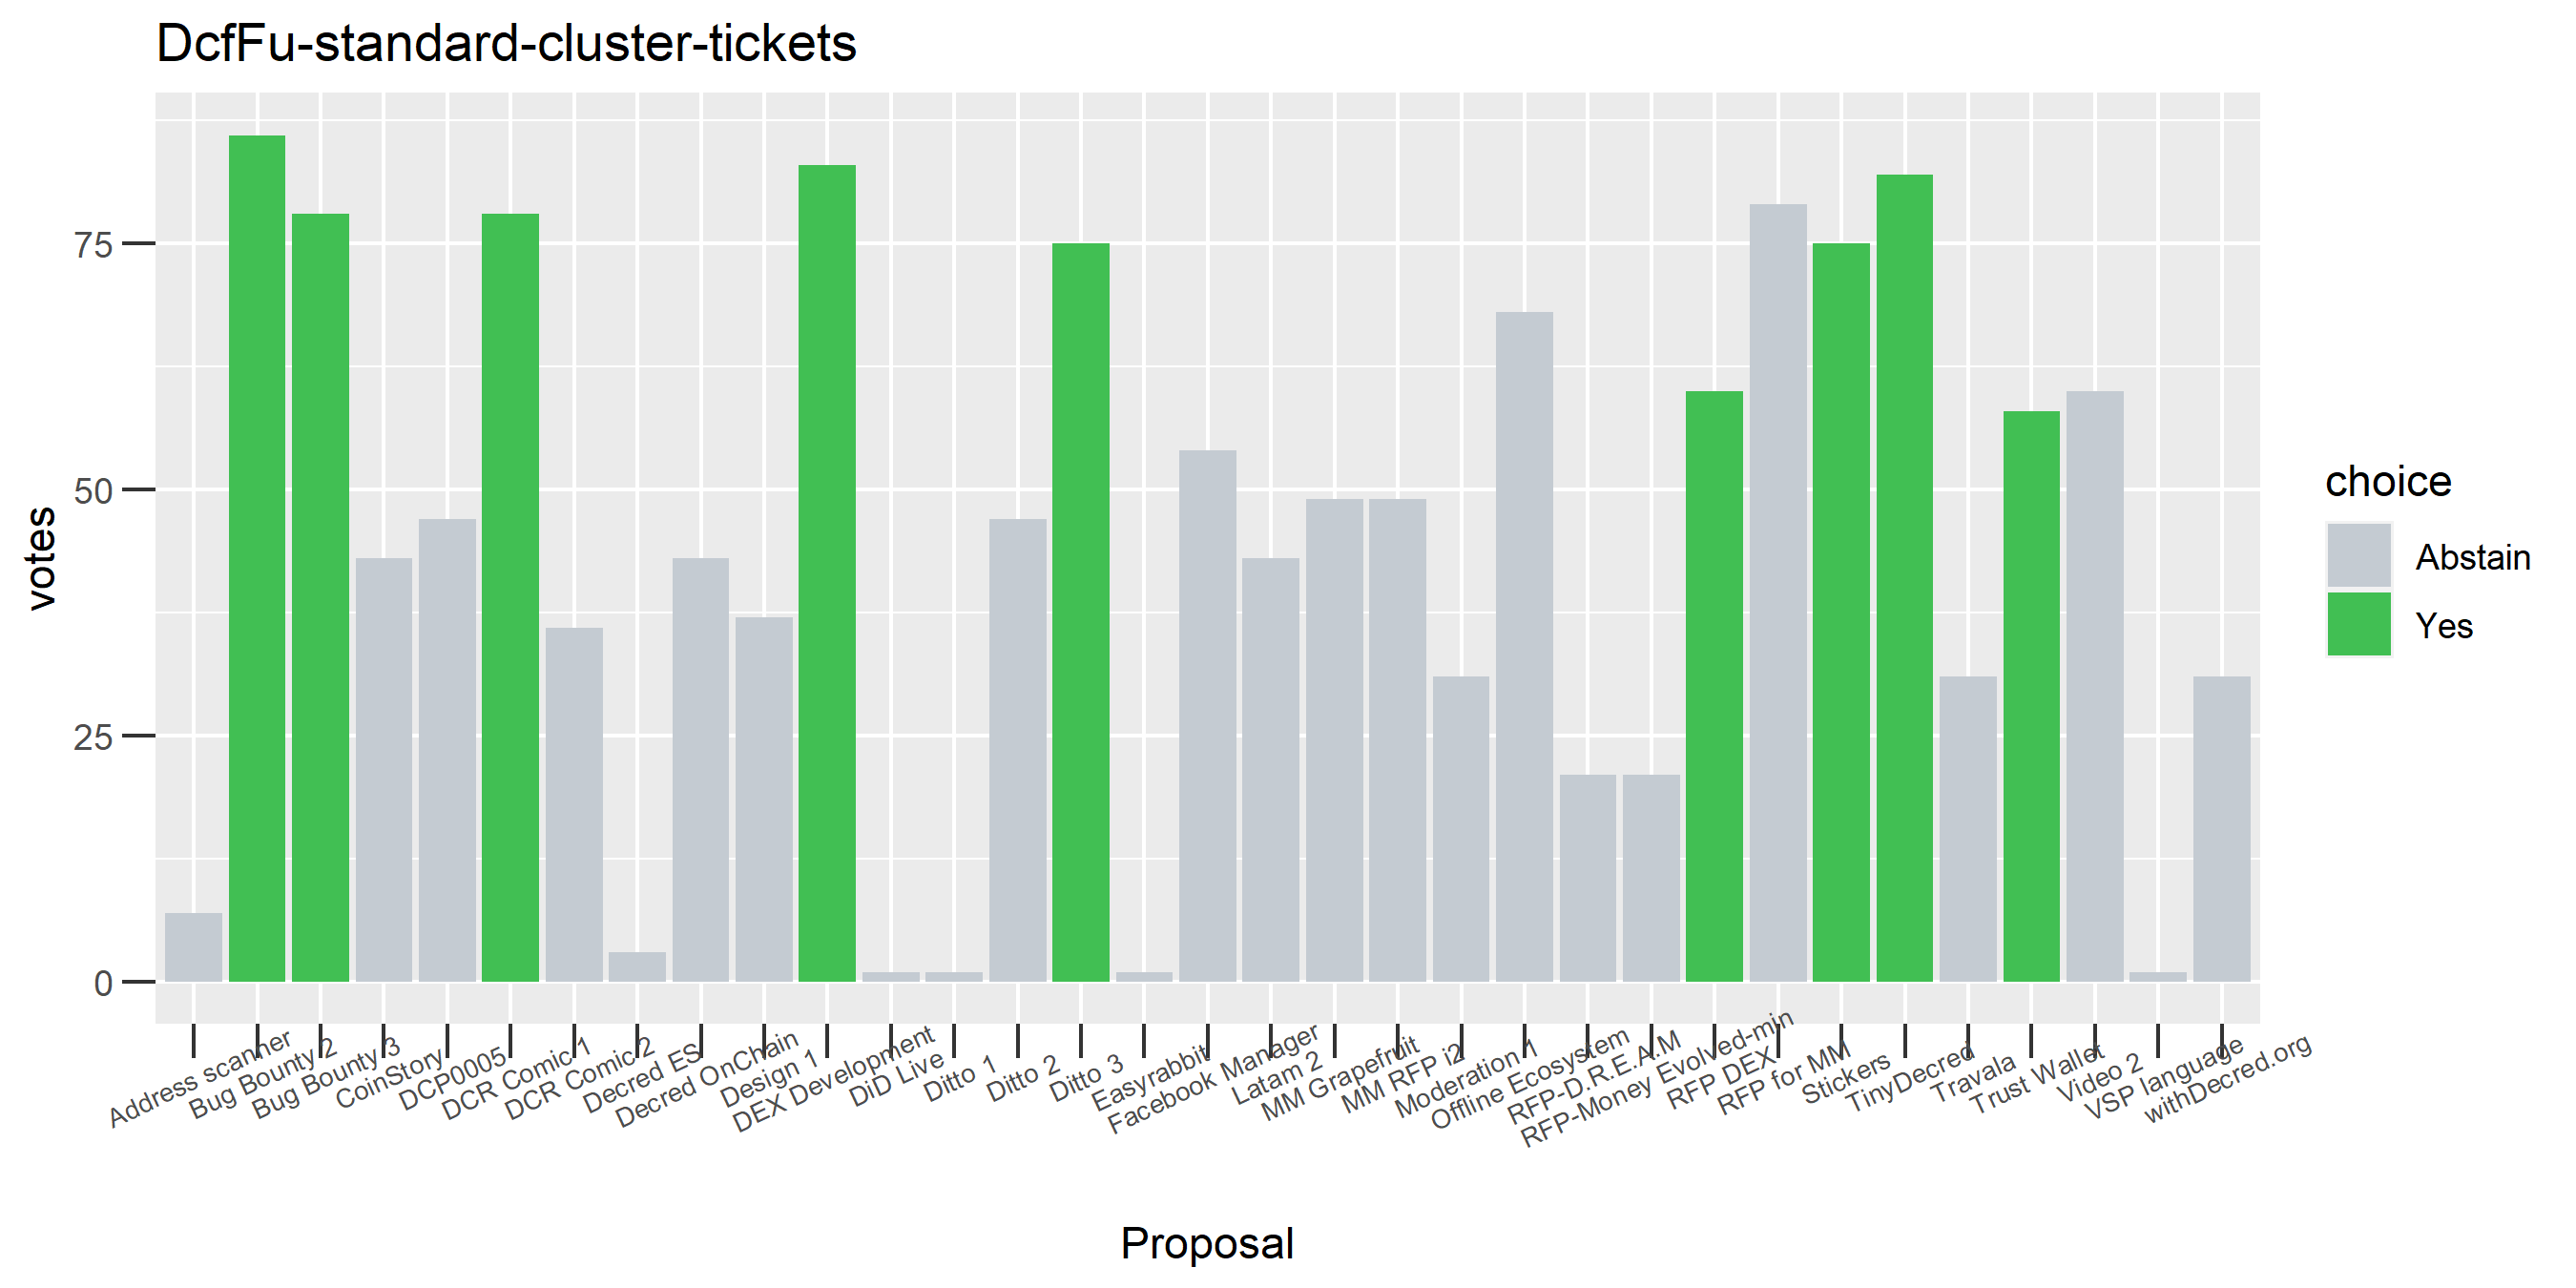 DcfFu-standard-cluster-tickets
votes
75
50
25
0
Address scanner
Bug Bounty 2
Bug Bounty 3
CoinStory
DCP0005
DCR Comic 1
DCR Comic 2
Decred ES
Decred OnChain
Design 1
DEX Development
DiD Live
Ditto 1
Ditto 2
Ditto 3
Easyrabbit
Facebook Manager
Latam 2
MM Grapefruit
MM RFP i2
Moderation 1
Offline Ecosystem
RFP-D.R.E.A.M
RFP-Money Evolved-min
RFP DEX
RFP for MM
Stickers
TinyDecred
Travala
Trust Wallet
Video 2
VSP language
withDecred.org
Proposal
choice
Abstain
Yes